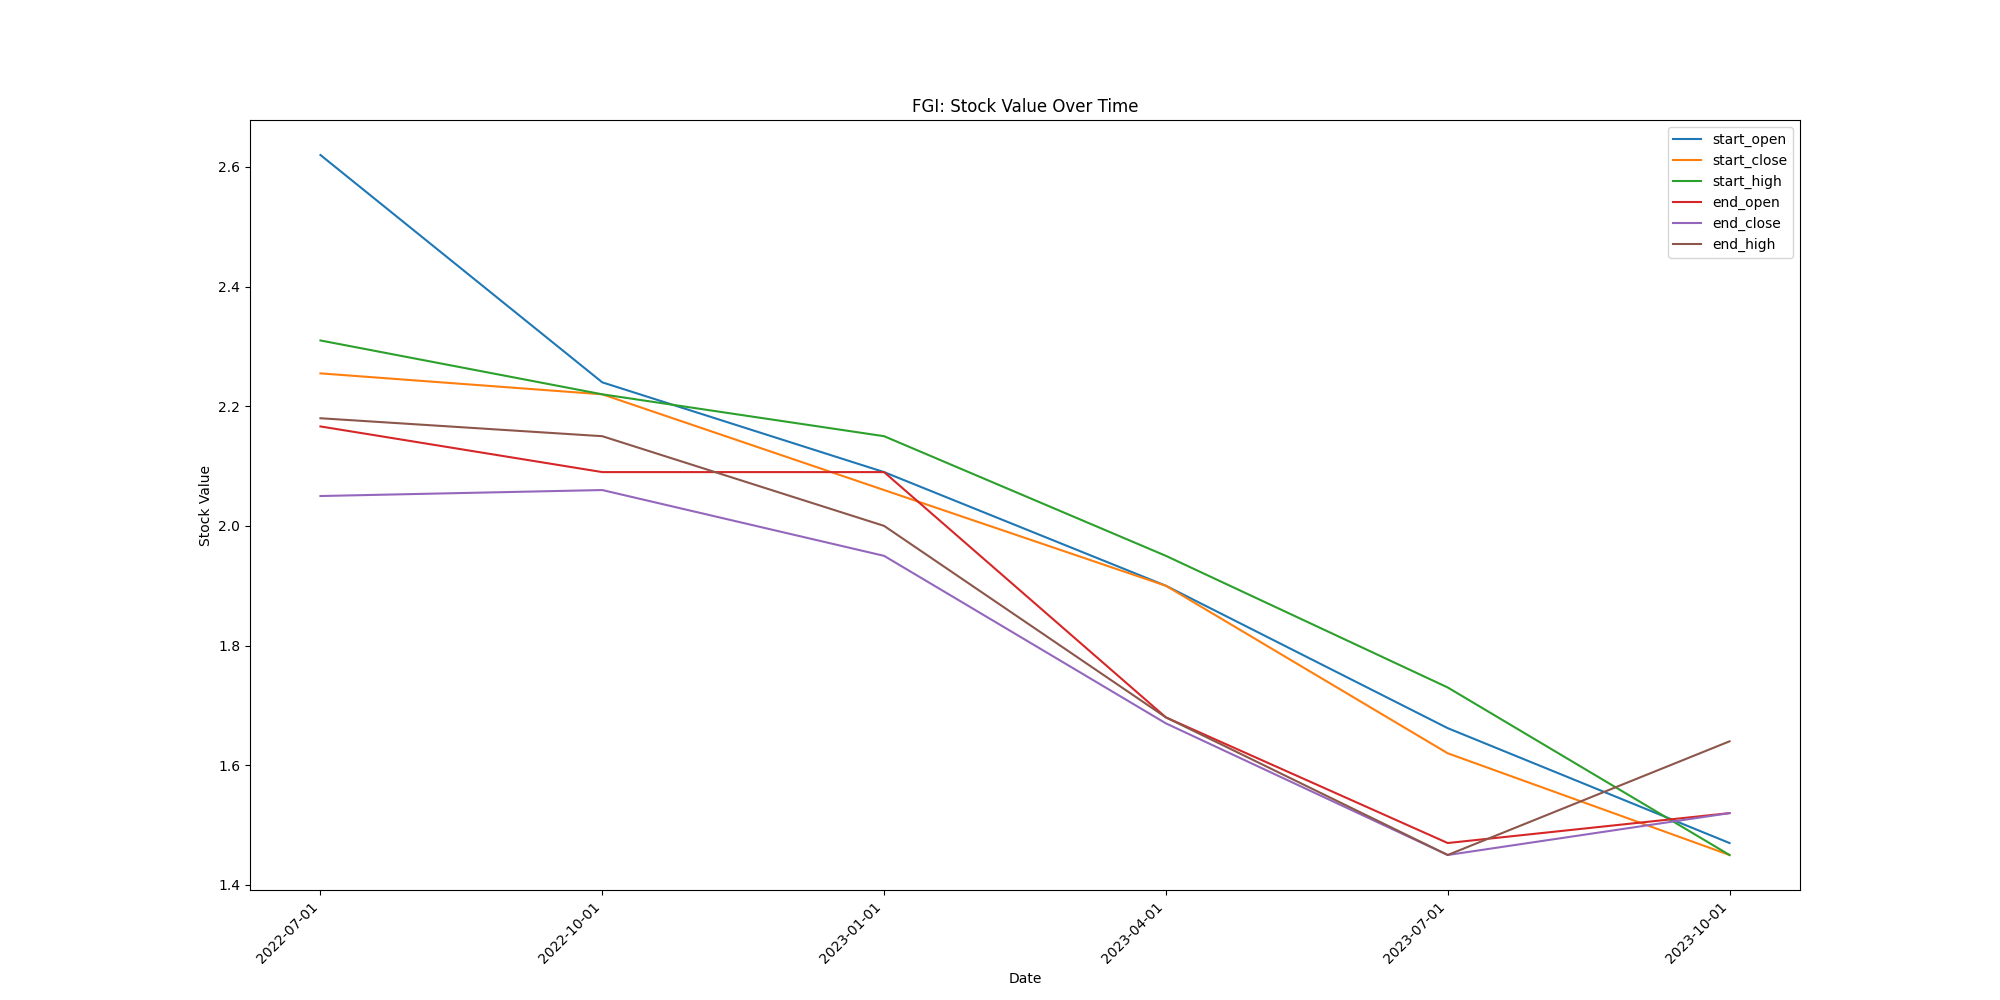 FGI: Stock Value Over Time
start_open
start_close
start_high
end_open
end_close
end_high
Stock Value
2.6
2.4
2.2
2.0
1.8
1.6
1.4
2022-07-01
2022-10-01
2023-01-01
2023-04-01
2023-07-01
2023-10-01
Date